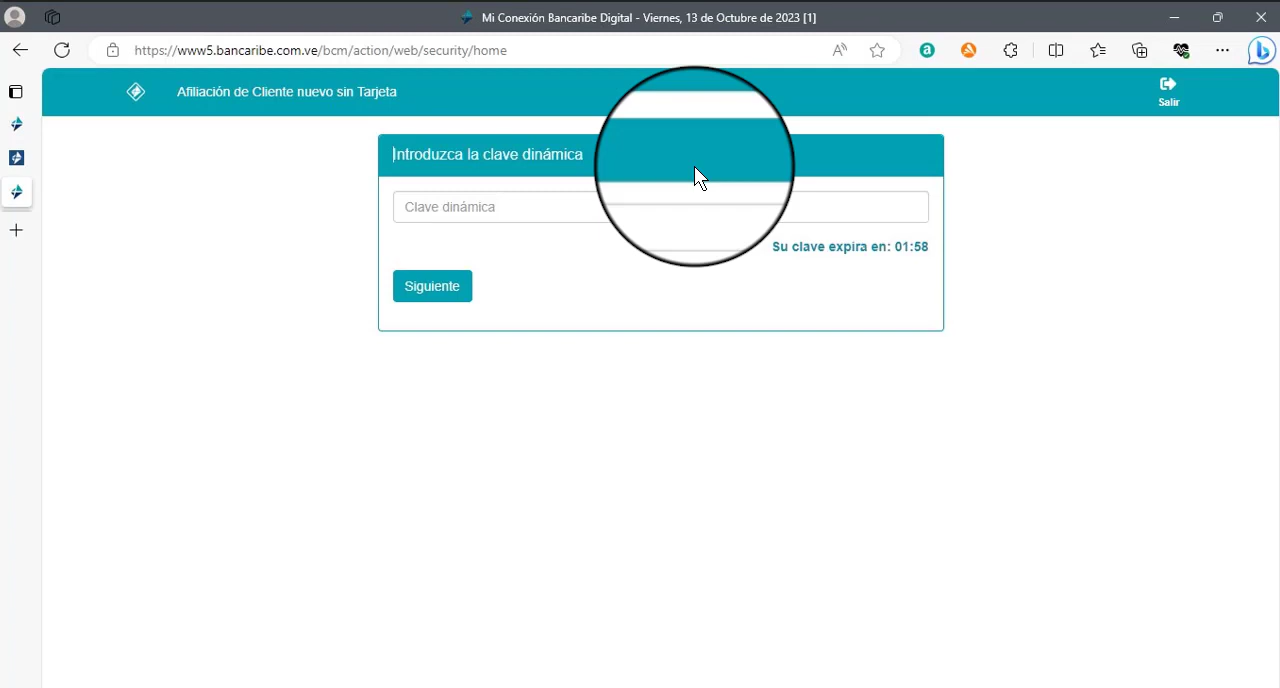 Mi Conexión Bancaribe Digital - Viernes, 13 de Octubre de 2023 [1]
https://www5.bancaribe.com.ve/bcm/action/web/security/home
Afiliación de Cliente nuevo sin Tarjeta
Salir
Introduzca la clave dinámica
Clave dinámica
Su clave expira en: 01:58
Siguiente